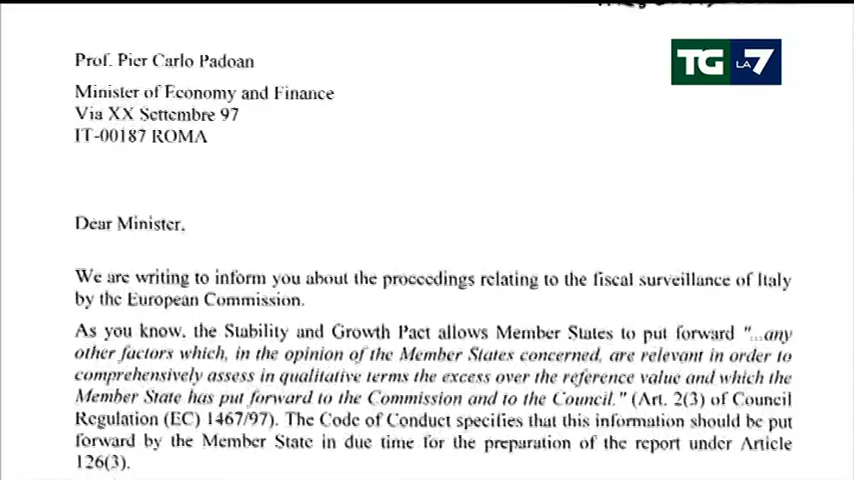 Prof. Pier Carlo Padoan
TG LA 7
Minister of Economy and Finance
Via XX Settembre 97
IT-00187 ROMA
Dear Minister,
We are writing to inform you about the proceedings relating to the fiscal surveillance of Italy
by the European Commission.
As you know, the Stability and Growth Pact allows Member States to put forward "...any
other factors which, in the opinion of the Member States concerned, are relevant in order to
comprehensively assess in qualitative terms the excess over the reference value and which the
Member State has put forward to the Commission and to the Council." (Art. 2(3) of Council
Regulation (EC) 1467/97). The Code of Conduct specifies that this information should be put
forward by the Member State in due time for the preparation of the report under Article
126(3).